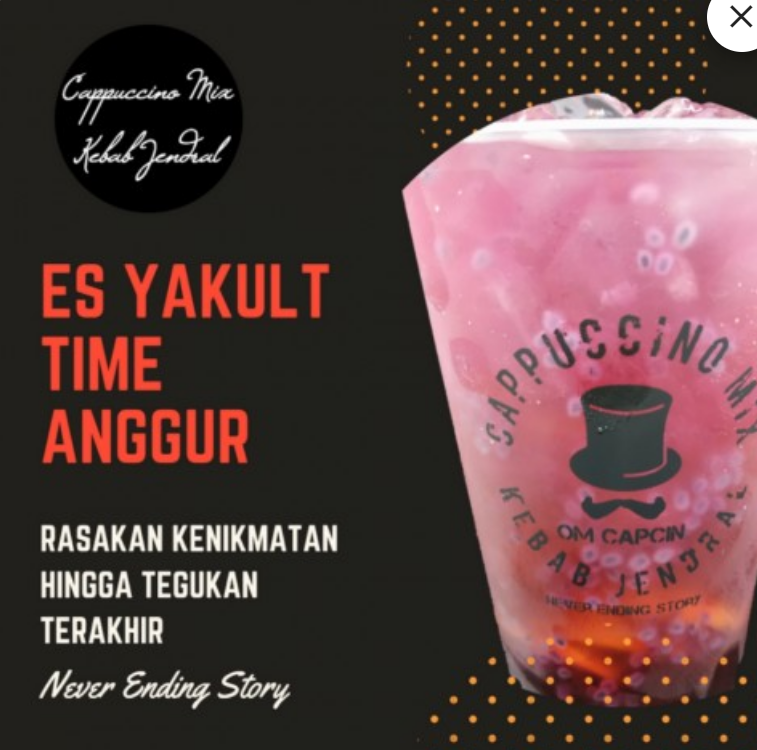 Cappuccino Mix
Kebab Jendral
ES YAKULT
TIME
ANGGUR
RASAKAN KENIKMATAN
HINGGA TEGUKAN
TERAKHIR
Never Ending Story
CAPPUCCINO MIX
OM CAPCIN
KEBAB JENDRAL
NEVER ENDING STORY